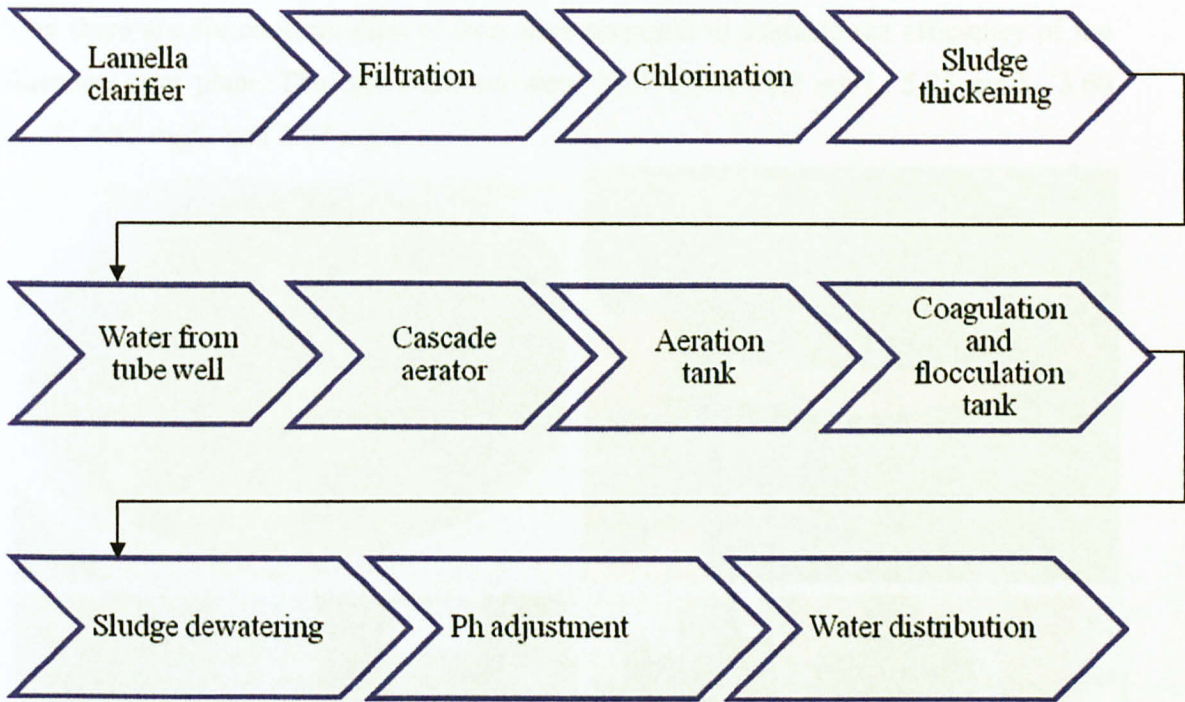 Lamella
clarifier
Filtration
Chlorination
Sludge
thickening
Water from
tube well
Cascade
aerator
Aeration
tank
Coagulation
and
flocculation
tank
Sludge dewatering
Ph adjustment
Water distribution